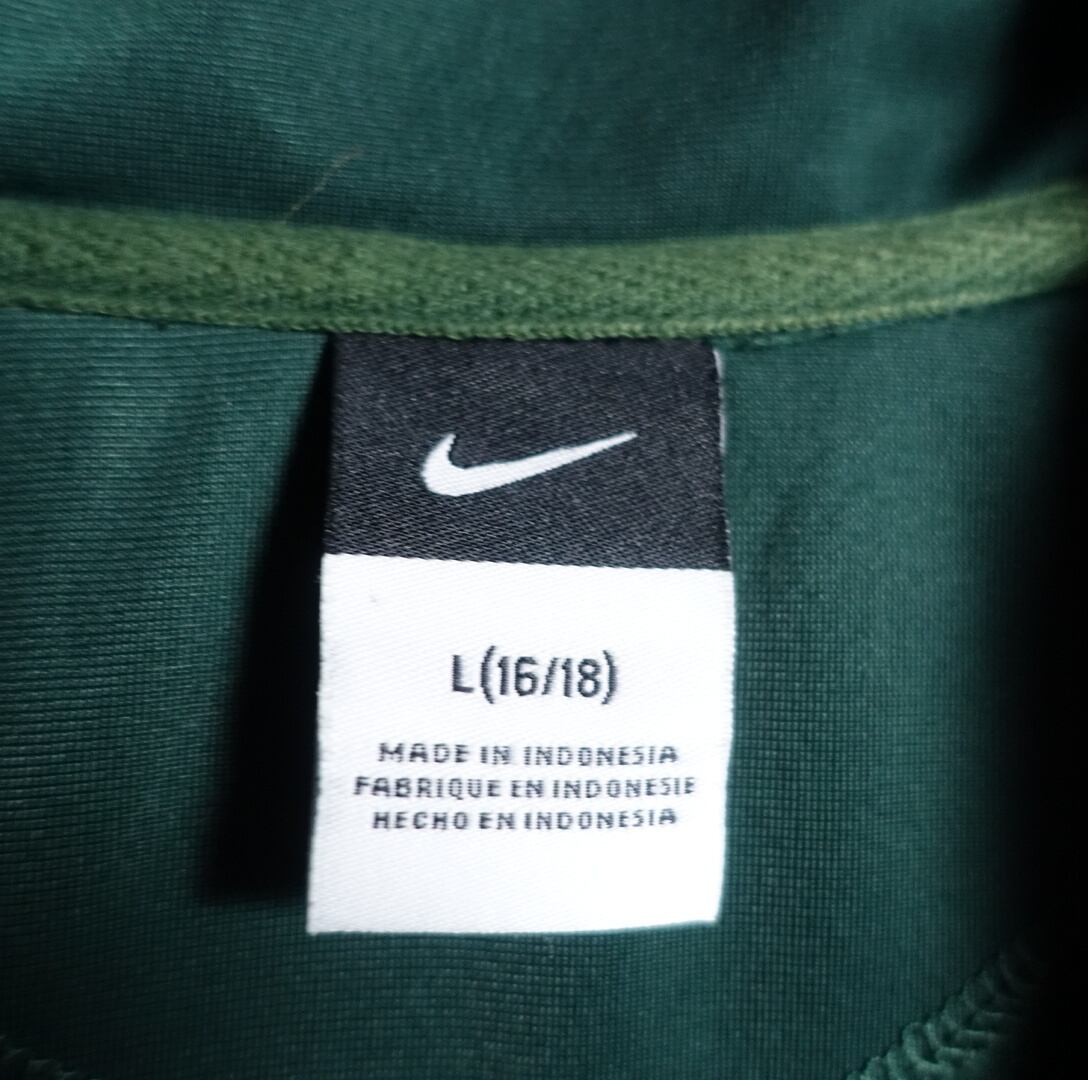 L(16/18)
MADE IN INDONESIA
FABRIQUE EN INDONESIE
HECHO EN INDONESIA